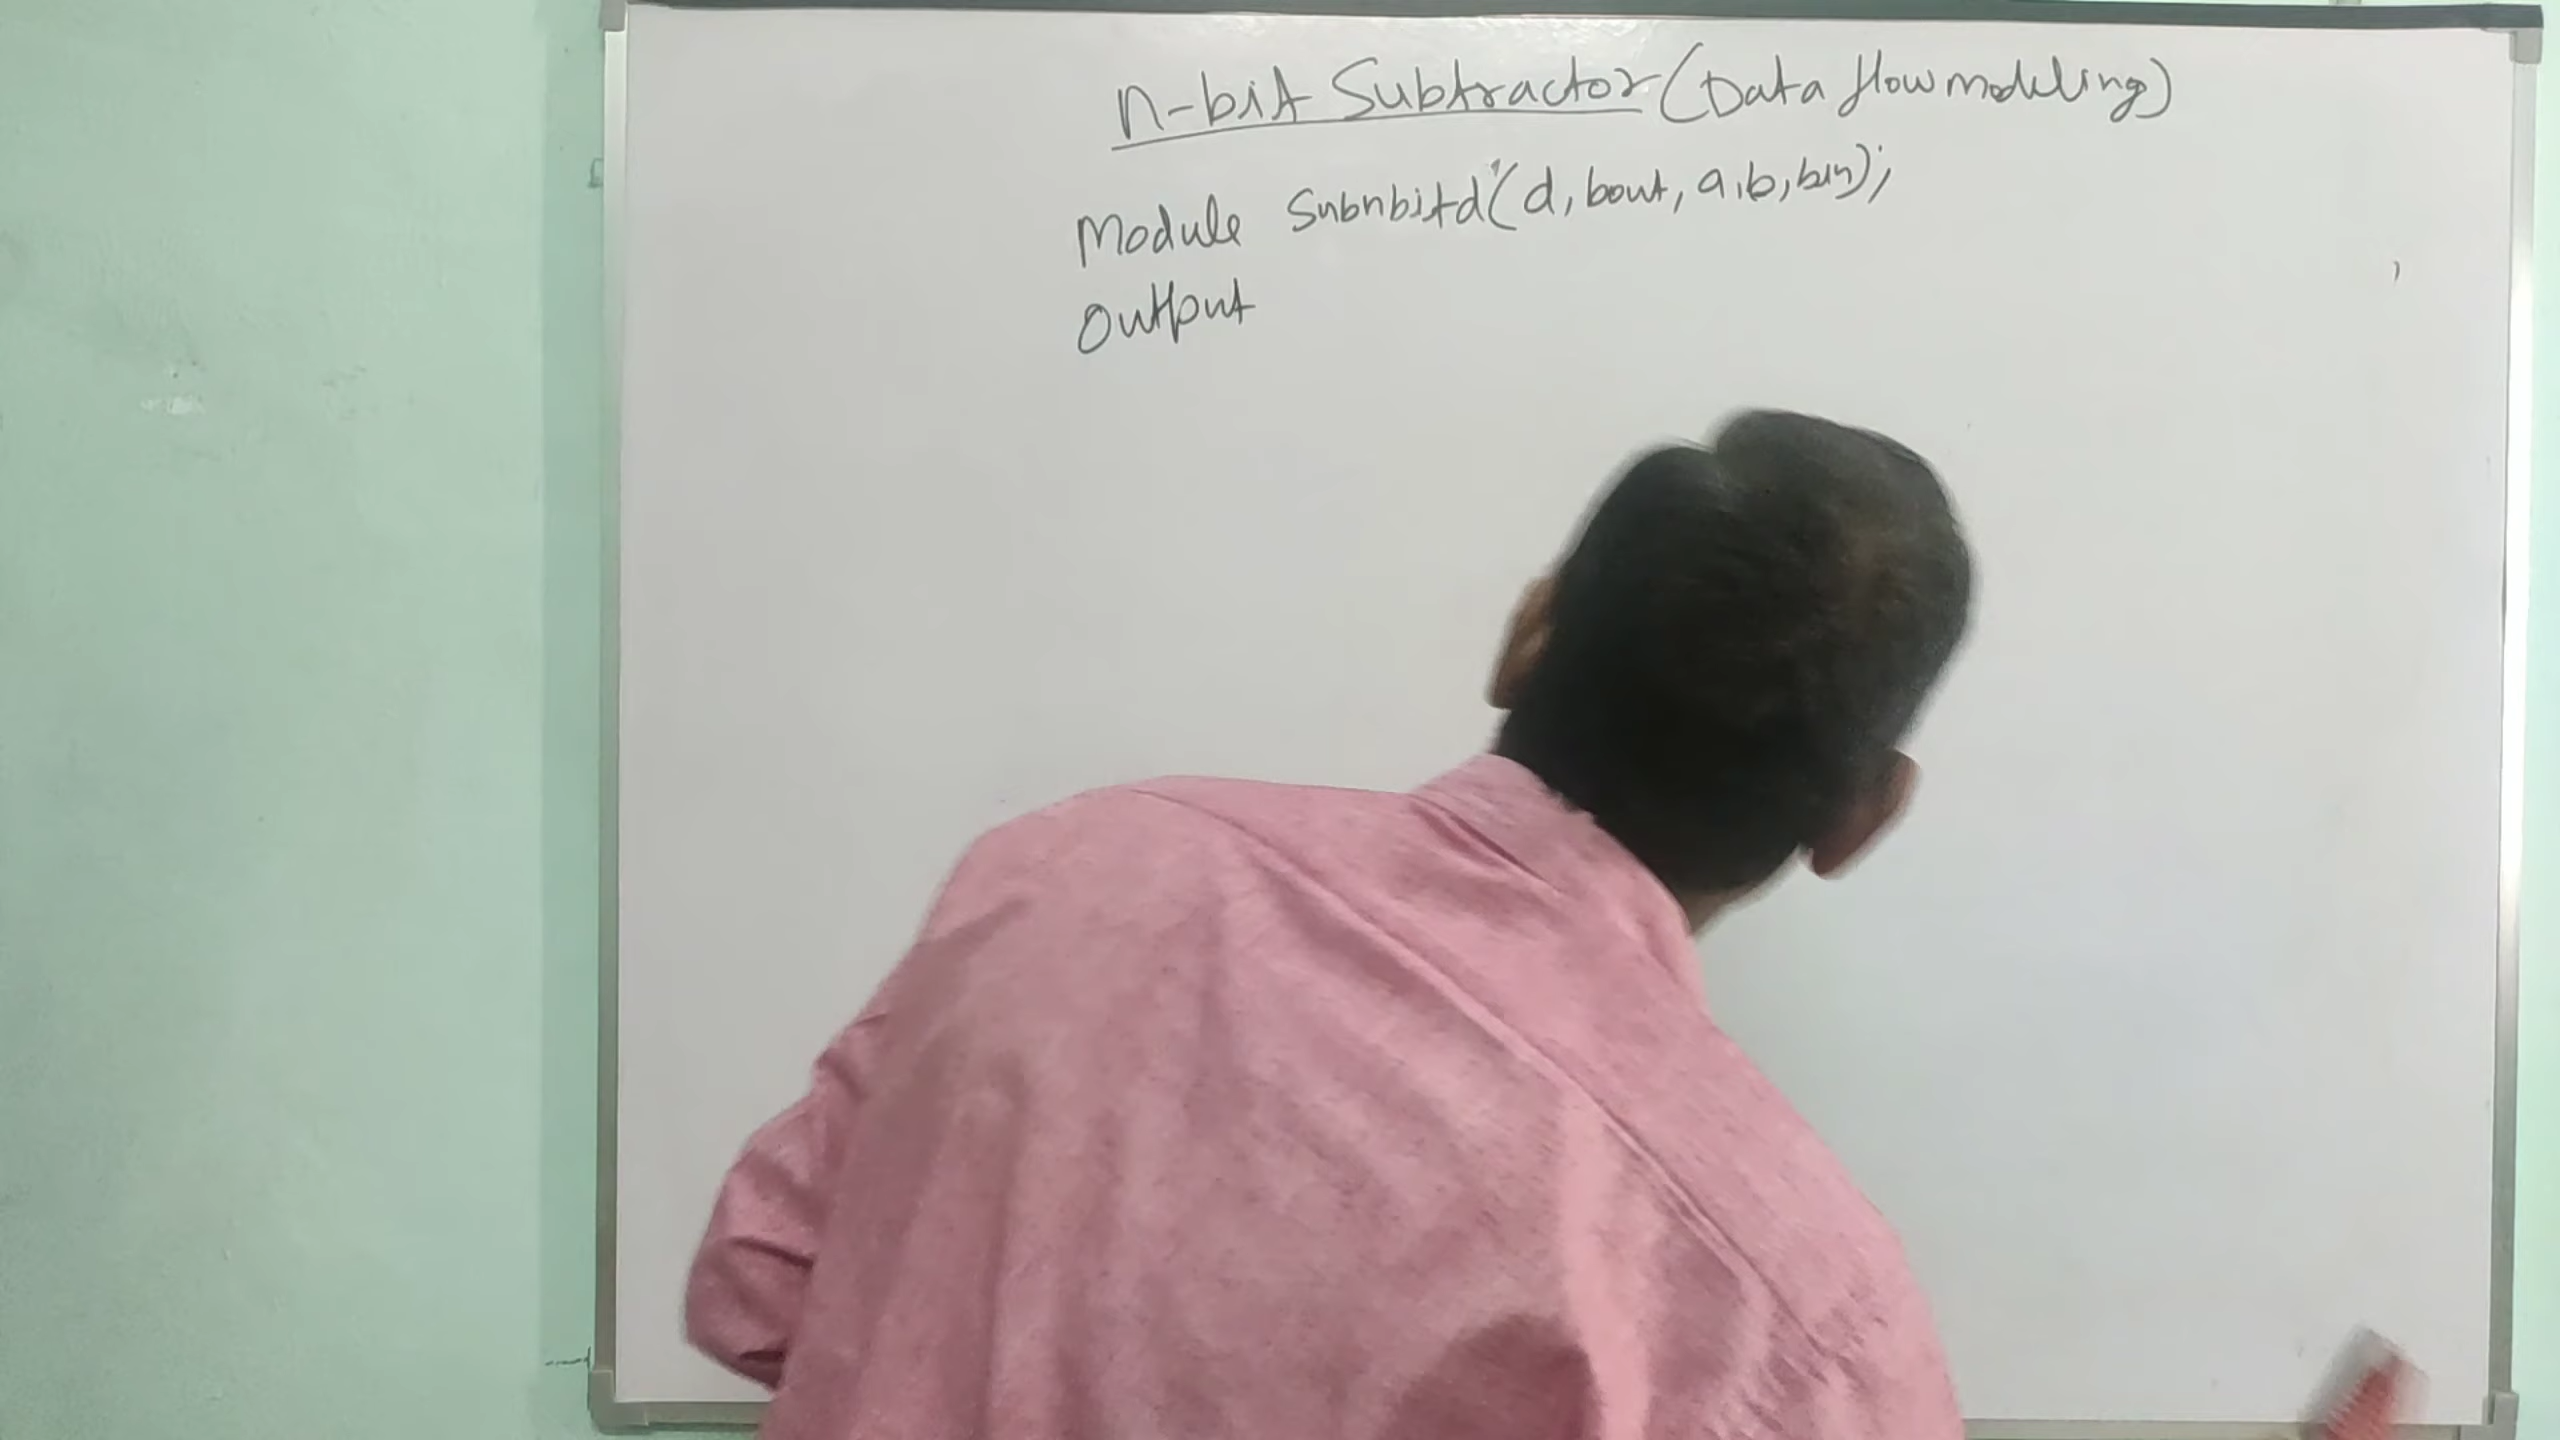 n-bit Subtractor (Data flow modeling)
Module Subnbitd (d, bout, a, b, bin);
Output